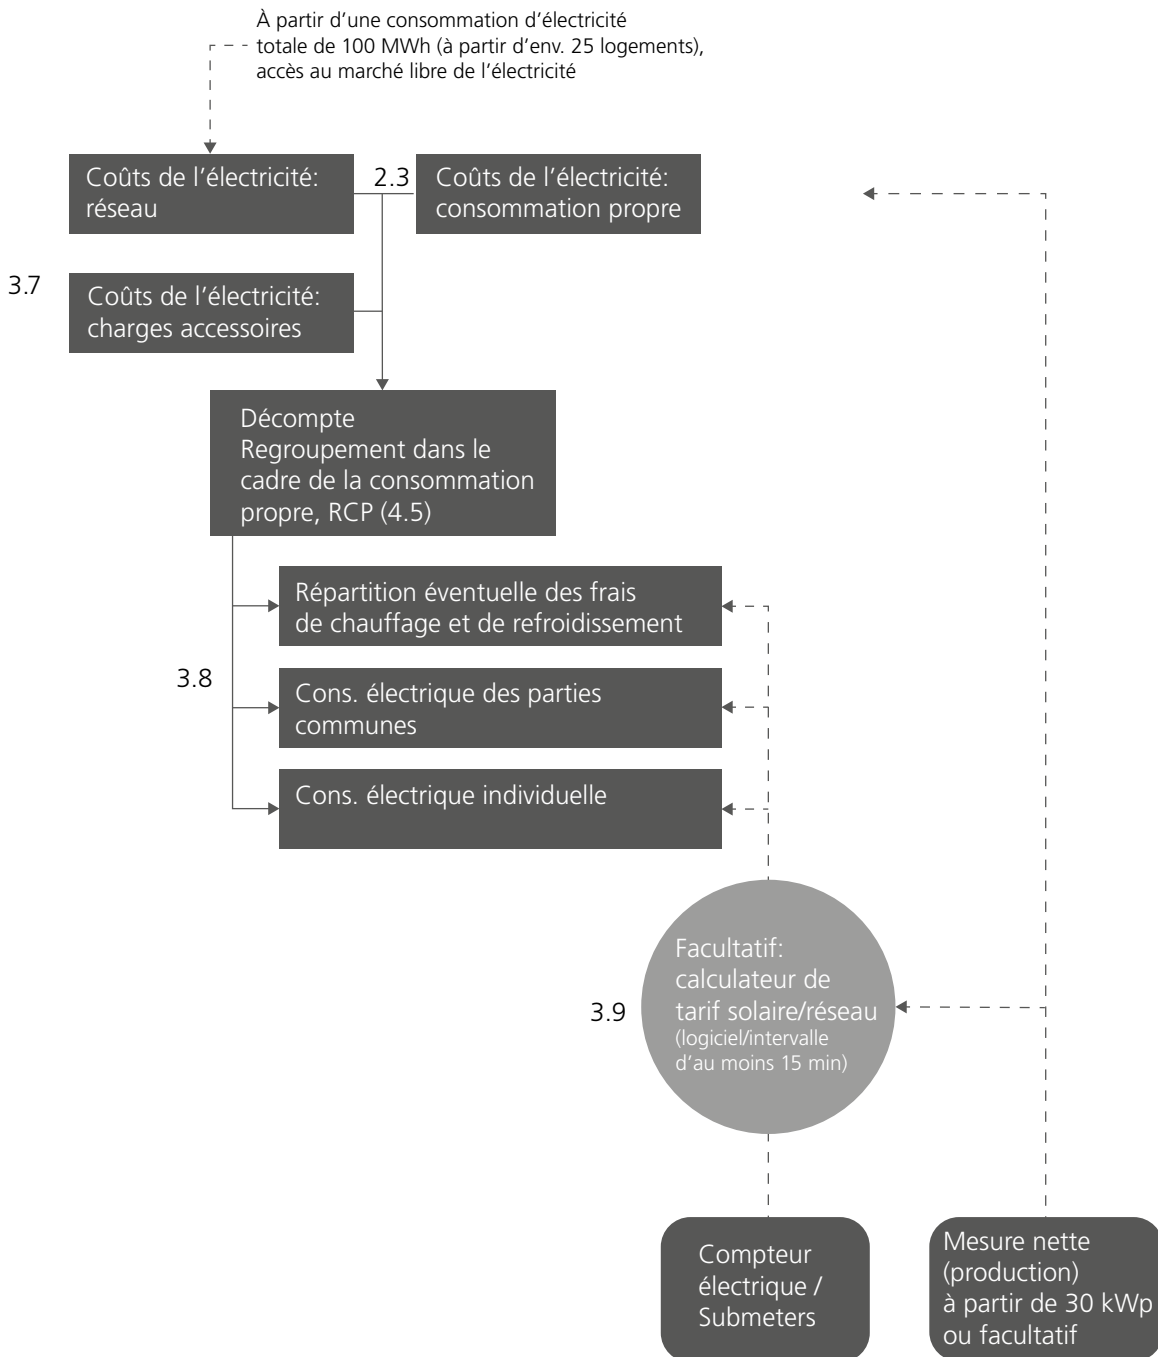 À partir d’une consommation d’électricité
totale de 100 MWh (à partir d’env. 25 logements),
accès au marché libre de l’électricité
Coûts de l’électricité:
réseau
2.3
Coûts de l’électricité:
consommation propre
3.7
Coûts de l’électricité:
charges accessoires
Décompte
Regroupement dans le
cadre de la consommation
propre, RCP (4.5)
Répartition éventuelle des frais
de chauffage et de refroidissement
3.8
Cons. électrique des parties
communes
Cons. électrique individuelle
Facultatif:
calculateur de
tarif solaire/réseau
(logiciel/intervalle
d’au moins 15 min)
3.9
Compteur
électrique /
Submeters
Mesure nette
(production)
à partir de 30 kWp
ou facultatif